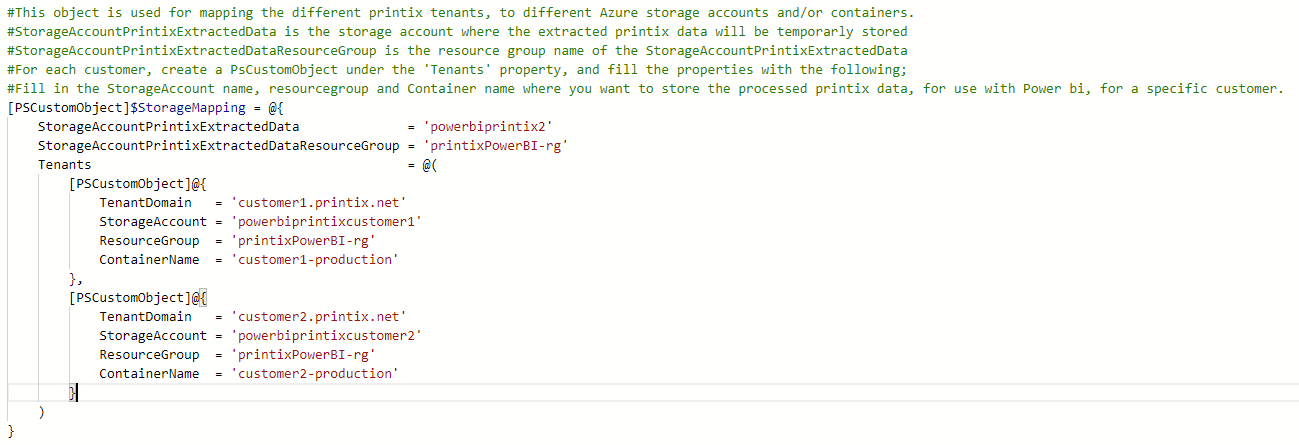 #This object is used for mapping the different printix tenants, to different Azure storage accounts and/or containers.
#StorageAccountPrintixExtractedData is the storage account where the extracted printix data will be temporarly stored
#StorageAccountPrintixExtractedDataResourceGroup is the resource group name of the StorageAccountPrintixExtractedData
#For each customer, create a PsCustomObject under the 'Tenants' property, and fill the properties with the following;
#Fill in the StorageAccount name, resourcegroup and Container name where you want to store the processed printix data, for use with Power bi, for a specific customer.
[PSCustomObject]$StorageMapping = @{
    StorageAccountPrintixExtractedData              = 'powerbiprintix2'
    StorageAccountPrintixExtractedDataResourceGroup = 'printixPowerBI-rg'
    Tenants                                         = @(
        [PSCustomObject]@{
            TenantDomain   = 'customer1.printix.net'
            StorageAccount = 'powerbiprintixcustomer1'
            ResourceGroup  = 'printixPowerBI-rg'
            ContainerName  = 'customer1-production'
        },
        [PSCustomObject]@{
            TenantDomain   = 'customer2.printix.net'
            StorageAccount = 'powerbiprintixcustomer2'
            ResourceGroup  = 'printixPowerBI-rg'
            ContainerName  = 'customer2-production'
        }
    )
}